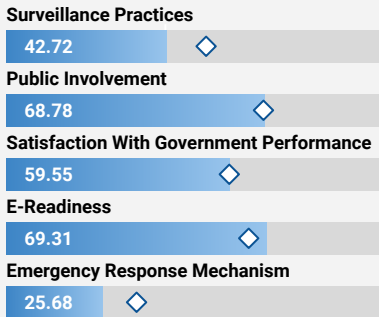 Surveillance Practices
42.72
Public Involvement
68.78
Satisfaction With Government Performance
59.55
E-Readiness
69.31
Emergency Response Mechanism
25.68